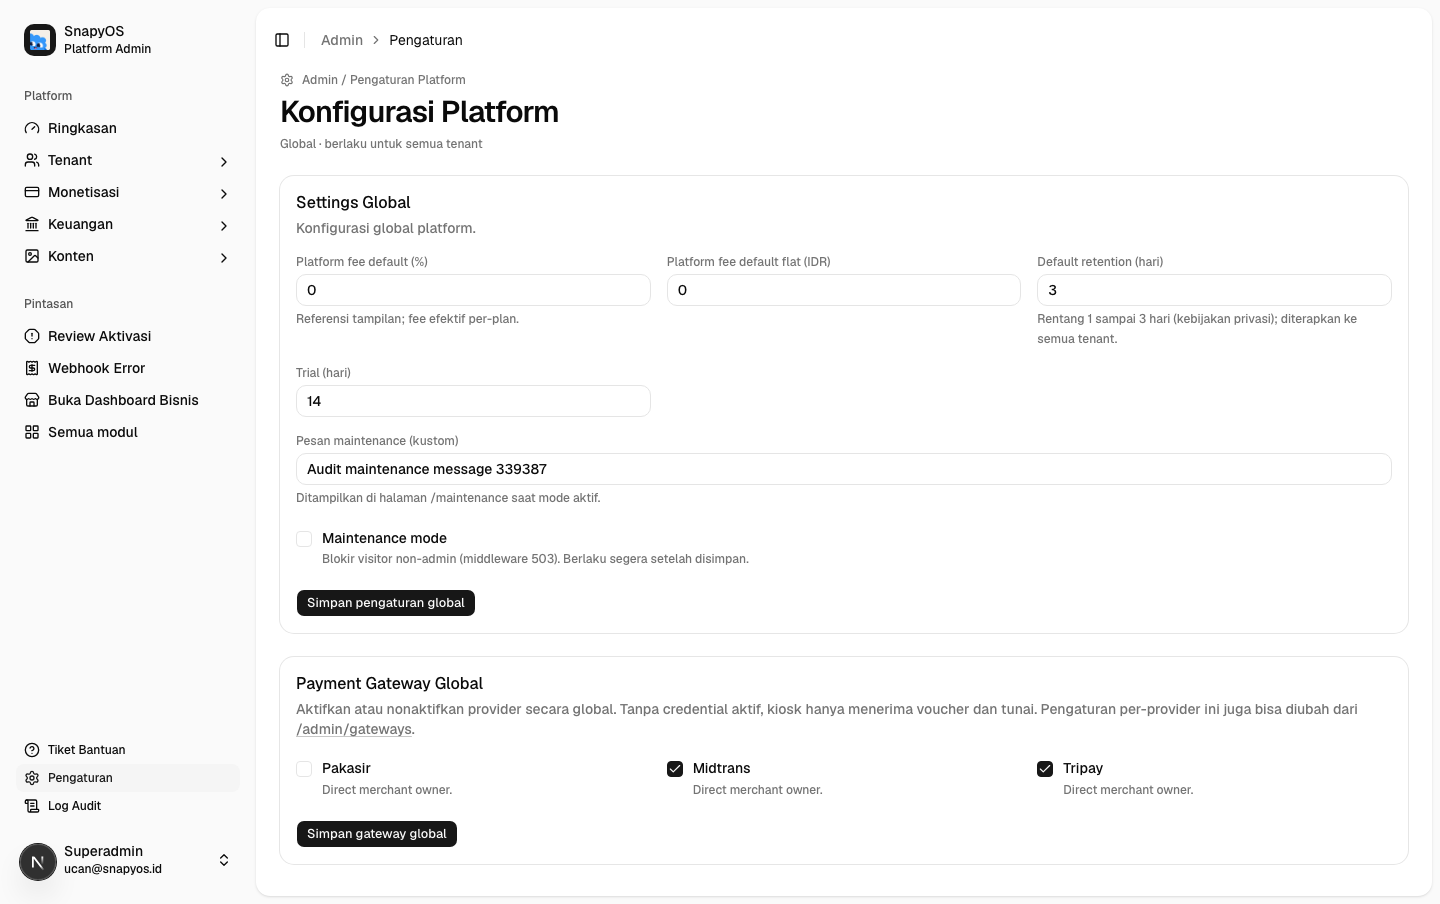 SnapyOS
Platform Admin
Platform
Ringkasan
Tenant
Monetisasi
Keuangan
Konten
Pintasan
Review Aktivasi
Webhook Error
Buka Dashboard Bisnis
Semua modul
Tiket Bantuan
Pengaturan
Log Audit
N
Superadmin
ucan@snapyos.id
Admin > Pengaturan
Admin / Pengaturan Platform
Konfigurasi Platform
Global · berlaku untuk semua tenant
Settings Global
Konfigurasi global platform.
Platform fee default (%)
0
Referensi tampilan; fee efektif per-plan.
Platform fee default flat (IDR)
0
Default retention (hari)
3
Rentang 1 sampai 3 hari (kebijakan privasi); diterapkan ke
semua tenant.
Trial (hari)
14
Pesan maintenance (kustom)
Audit maintenance message 339387
Ditampilkan di halaman /maintenance saat mode aktif.
Maintenance mode
Blokir visitor non-admin (middleware 503). Berlaku segera setelah disimpan.
Simpan pengaturan global
Payment Gateway Global
Aktifkan atau nonaktifkan provider secara global. Tanpa credential aktif, kiosk hanya menerima voucher dan tunai. Pengaturan per-provider ini juga bisa diubah dari
/admin/gateways.
Pakasir
Direct merchant owner.
Midtrans
Direct merchant owner.
Tripay
Direct merchant owner.
Simpan gateway global